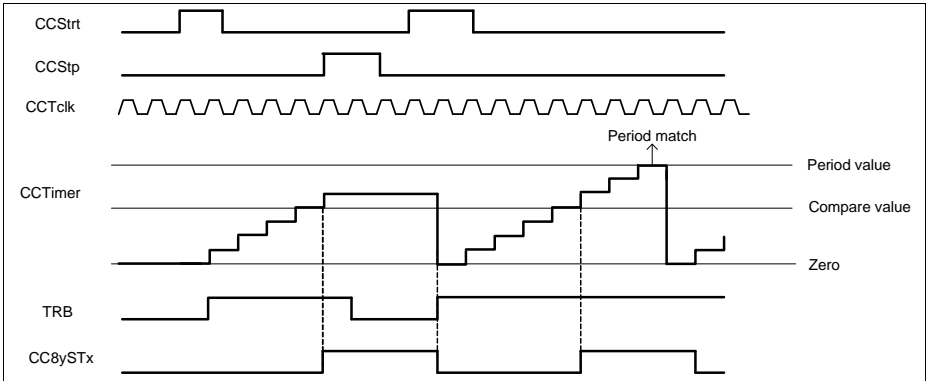 CCStrt
CCStp
CCTclk
Period match
Period value
CCTimer
Compare value
Zero
TRB
CC8ySTx